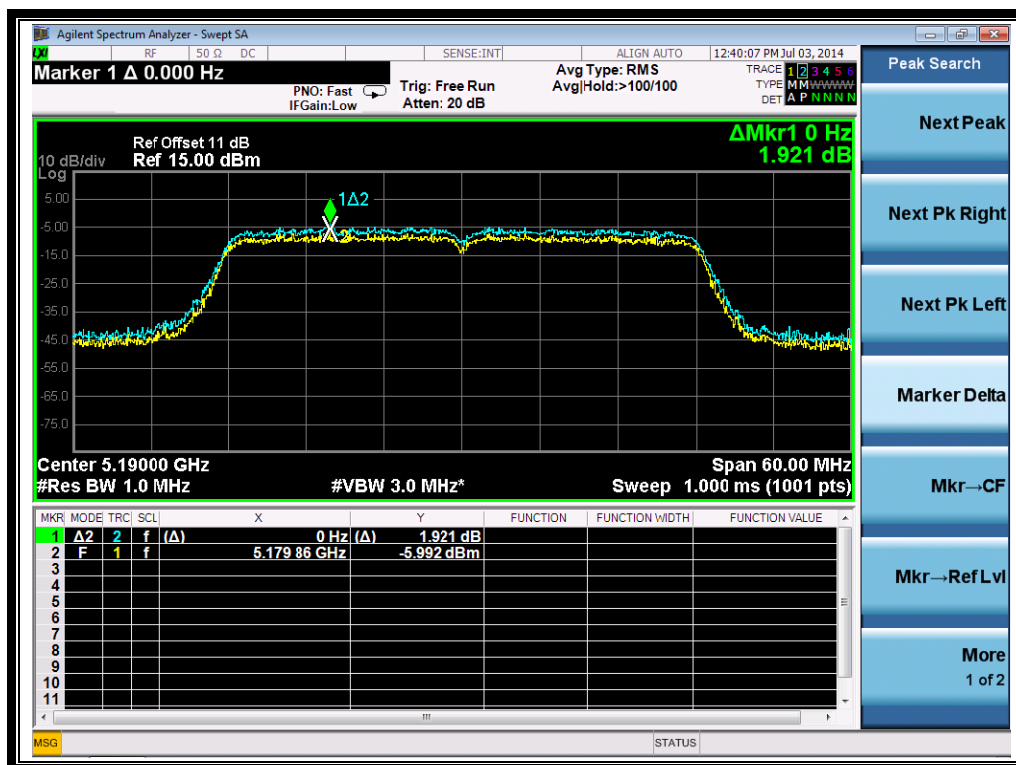 Agilent Spectrum Analyzer - Swept SA
LXI RF 50 Ω DC SENSE:INT ALIGN AUTO 12:40:07 PM Jul 03, 2014
Marker 1 Δ 0.000 Hz
PNO: Fast
IFGain:Low
Trig: Free Run
Atten: 20 dB
Avg Type: RMS
Avg|Hold:>100/100
TRACE 1 2 3 4 5 6
TYPE M M W W W W
DET A P N N N N
Peak Search
Next Peak
Next Pk Right
Next Pk Left
Marker Delta
Mkr→CF
Mkr→Ref Lvl
More
1 of 2
ΔMkr1 0 Hz
1.921 dB
Ref Offset 11 dB
10 dB/div Ref 15.00 dBm
Log
5.00
-5.00
-15.0
-25.0
-35.0
-45.0
-55.0
-65.0
-75.0
1Δ2
2
Center 5.19000 GHz Span 60.00 MHz
#Res BW 1.0 MHz #VBW 3.0 MHz* Sweep 1.000 ms (1001 pts)
MKR MODE TRC SCL X Y FUNCTION FUNCTION WIDTH FUNCTION VALUE
1 Δ2 2 f (Δ) 0 Hz (Δ) 1.921 dB
2 F 1 f 5.179 86 GHz -5.992 dBm
3
4
5
6
7
8
9
10
11
MSG STATUS